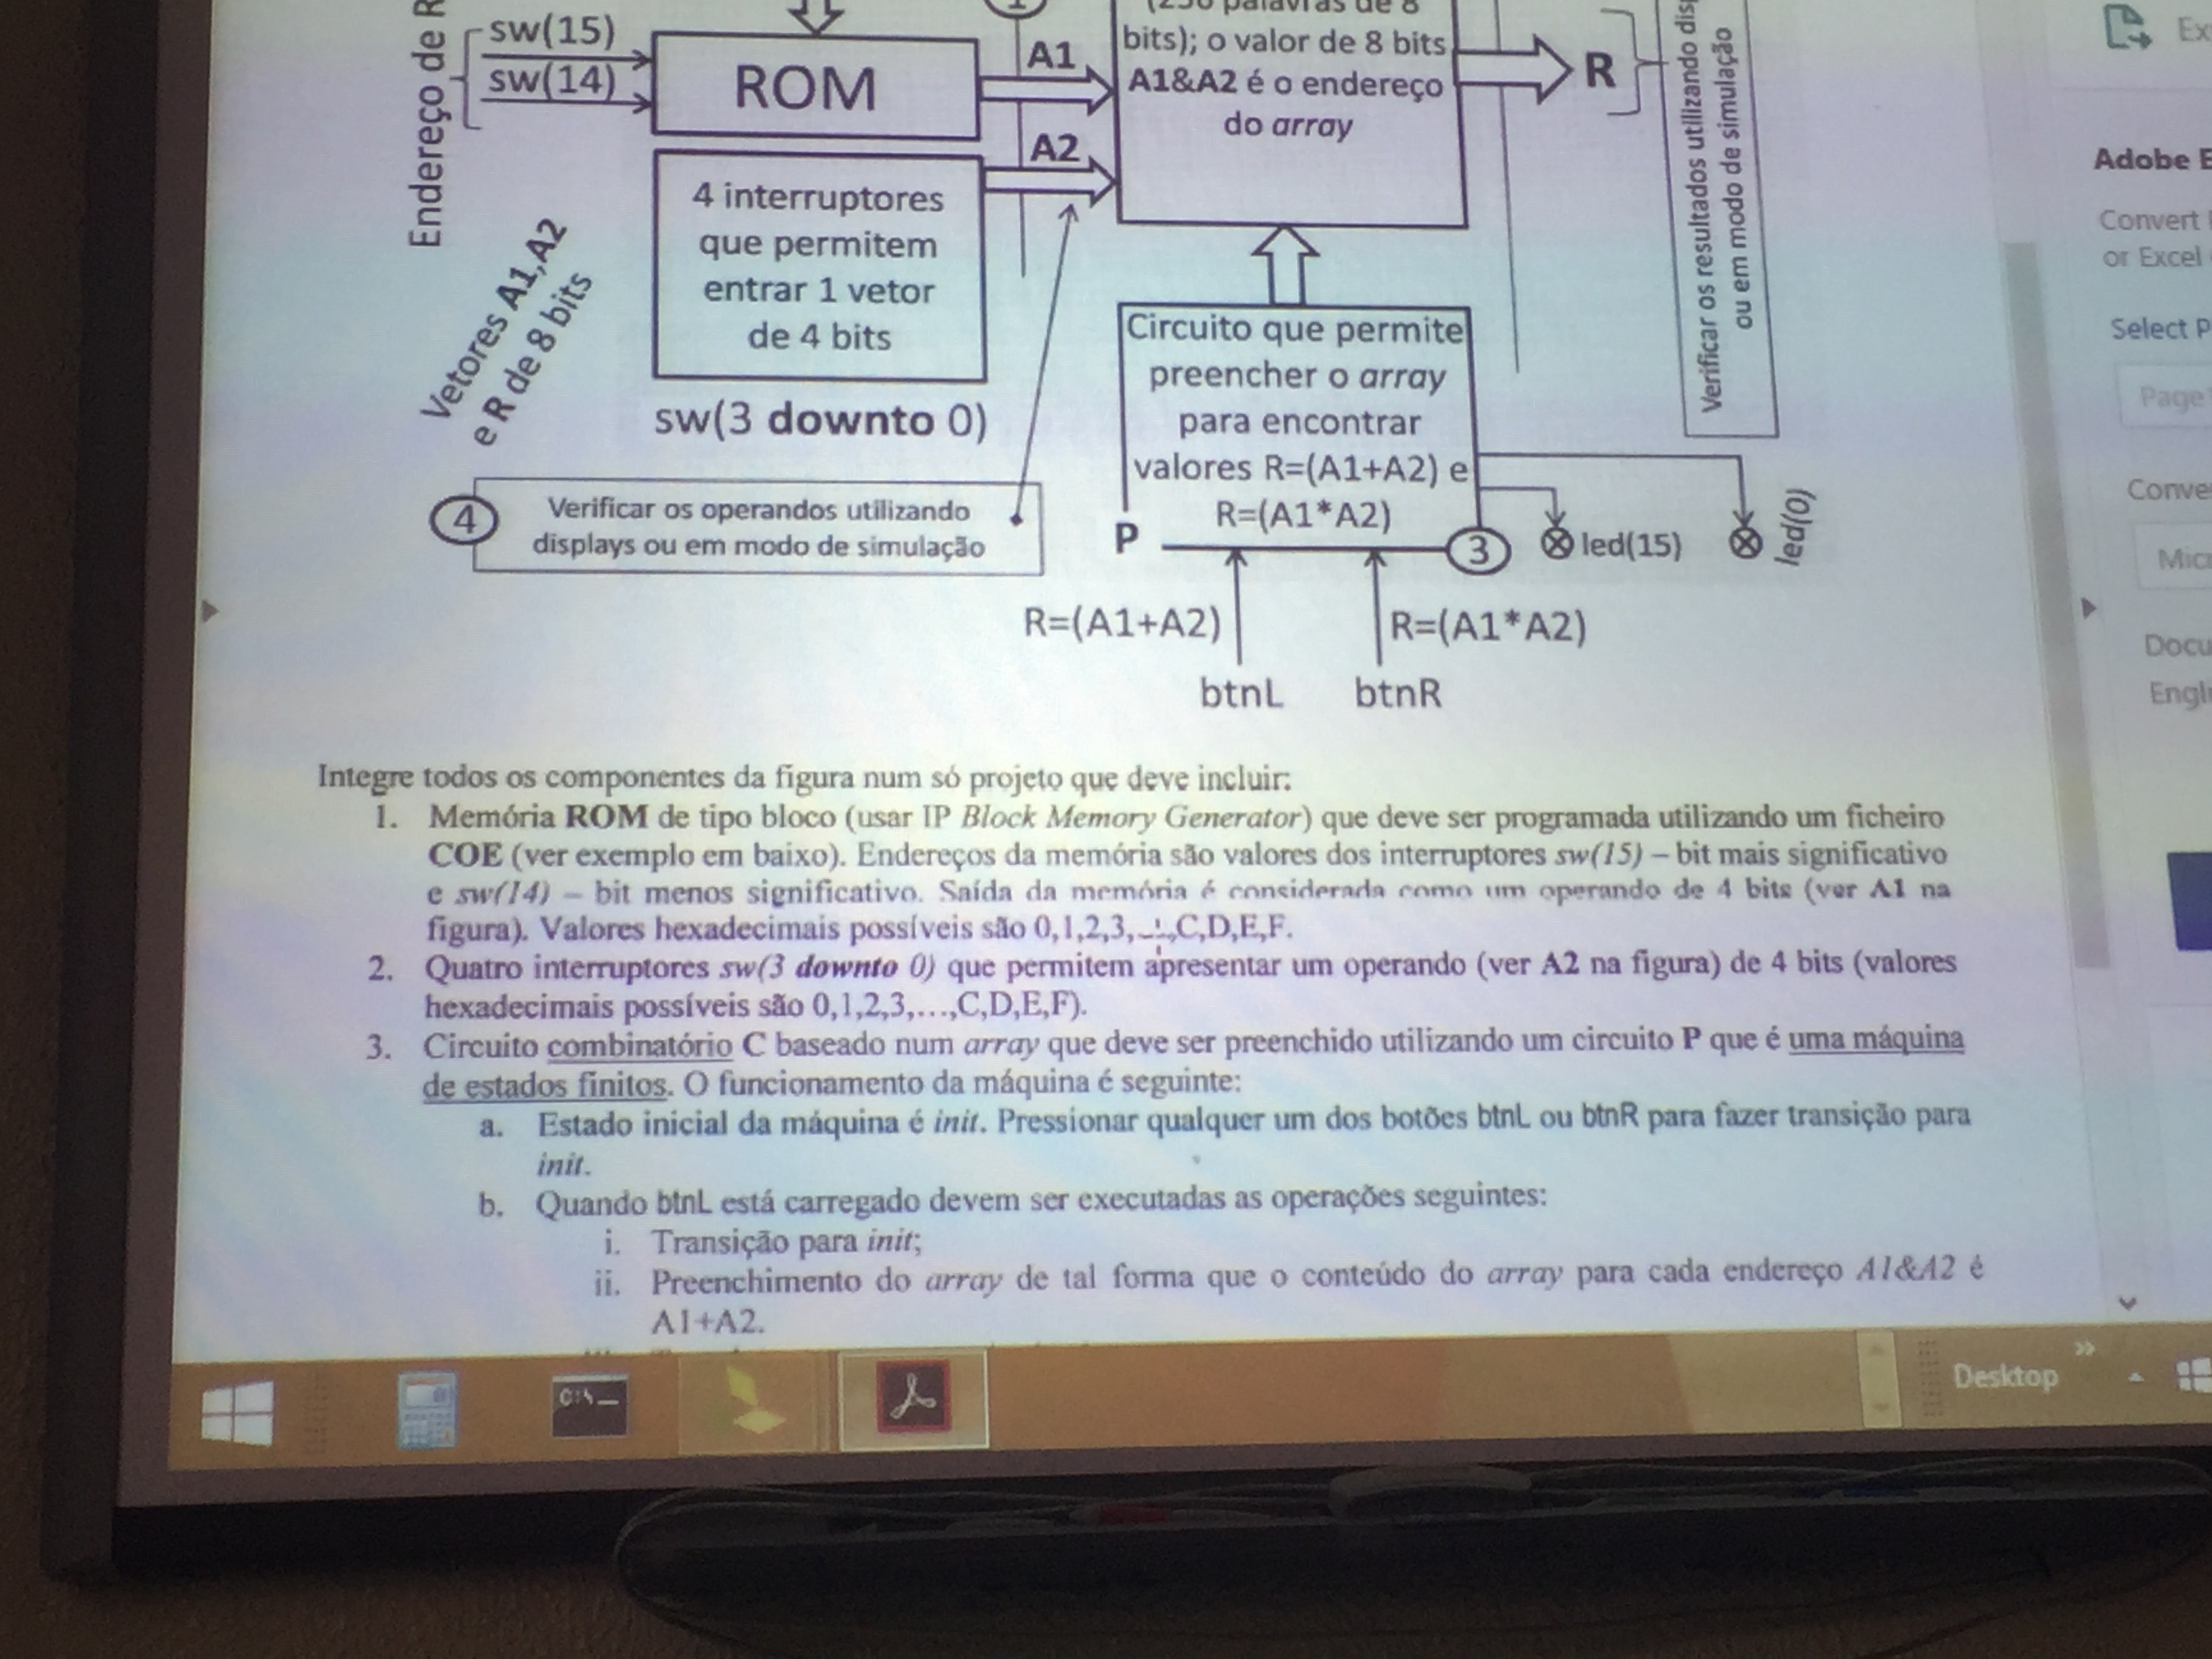 Endereço de R
sw(15)
sw(14)
ROM
A1
A2
bits); o valor de 8 bits
A1&A2 é o endereço
do array
R
Verificar os resultados utilizando
ou em modo de simulação
Vetores A1,A2
e R de 8 bits
4 interruptores
que permitem
entrar 1 vetor
de 4 bits
sw(3 downto 0)
4
Verificar os operandos utilizando
displays ou em modo de simulação
Circuito que permite
preencher o array
para encontrar
valores R=(A1+A2) e
R=(A1*A2)
P
3
led(15)
led(0)
R=(A1+A2)
R=(A1*A2)
btnL
btnR
Integre todos os componentes da figura num só projeto que deve incluir:
1. Memória ROM de tipo bloco (usar IP Block Memory Generator) que deve ser programada utilizando um ficheiro
COE (ver exemplo em baixo). Endereços da memória são valores dos interruptores sw(15) – bit mais significativo
e sw(14) – bit menos significativo. Saída da memória é considerada como um operando de 4 bits (ver A1 na
figura). Valores hexadecimais possíveis são 0,1,2,3,...,C,D,E,F.
2. Quatro interruptores sw(3 downto 0) que permitem apresentar um operando (ver A2 na figura) de 4 bits (valores
hexadecimais possíveis são 0,1,2,3,...,C,D,E,F).
3. Circuito combinatório C baseado num array que deve ser preenchido utilizando um circuito P que é uma máquina
de estados finitos. O funcionamento da máquina é seguinte:
a. Estado inicial da máquina é init. Pressionar qualquer um dos botões btnL ou btnR para fazer transição para
init.
b. Quando btnL está carregado devem ser executadas as operações seguintes:
i. Transição para init;
ii. Preenchimento do array de tal forma que o conteúdo do array para cada endereço A1&A2 é
A1+A2.
Adobe E
Convert
or Excel
Select P
Page
Conve
Micr
Docu
Engli
C:\
Desktop